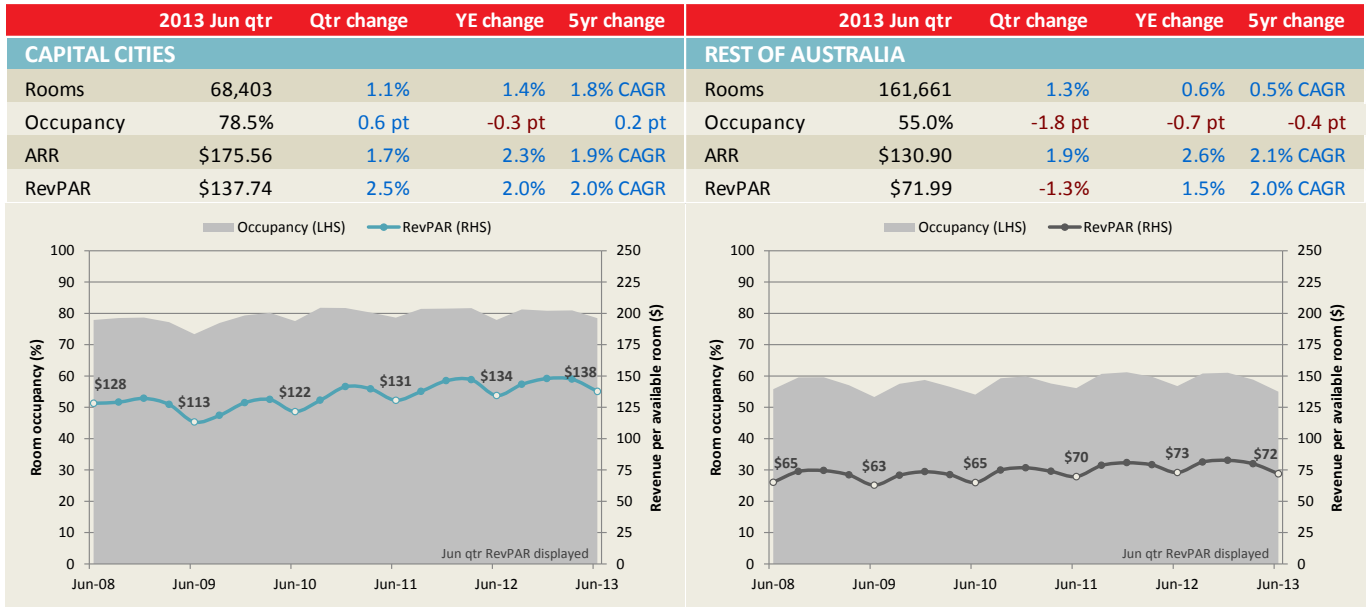 2013 Jun qtr Qtr change YE change 5yr change
CAPITAL CITIES
Rooms 68,403 1.1% 1.4% 1.8% CAGR
Occupancy 78.5% 0.6 pt -0.3 pt 0.2 pt
ARR $175.56 1.7% 2.3% 1.9% CAGR
RevPAR $137.74 2.5% 2.0% 2.0% CAGR
Occupancy (LHS) RevPAR (RHS)
Room occupancy (%)
100
90
80
70
60
50
40
30
20
10
0
$128 $113 $122 $131 $134 $138
Jun qtr RevPAR displayed
250
225
200
175
150
125
100
75
50
25
0
Revenue per available room ($)
Jun-08 Jun-09 Jun-10 Jun-11 Jun-12 Jun-13
2013 Jun qtr Qtr change YE change 5yr change
REST OF AUSTRALIA
Rooms 161,661 1.3% 0.6% 0.5% CAGR
Occupancy 55.0% -1.8 pt -0.7 pt -0.4 pt
ARR $130.90 1.9% 2.6% 2.1% CAGR
RevPAR $71.99 -1.3% 1.5% 2.0% CAGR
Occupancy (LHS) RevPAR (RHS)
Room occupancy (%)
100
90
80
70
60
50
40
30
20
10
0
$65 $63 $65 $70 $73 $72
Jun qtr RevPAR displayed
250
225
200
175
150
125
100
75
50
25
0
Revenue per available room ($)
Jun-08 Jun-09 Jun-10 Jun-11 Jun-12 Jun-13